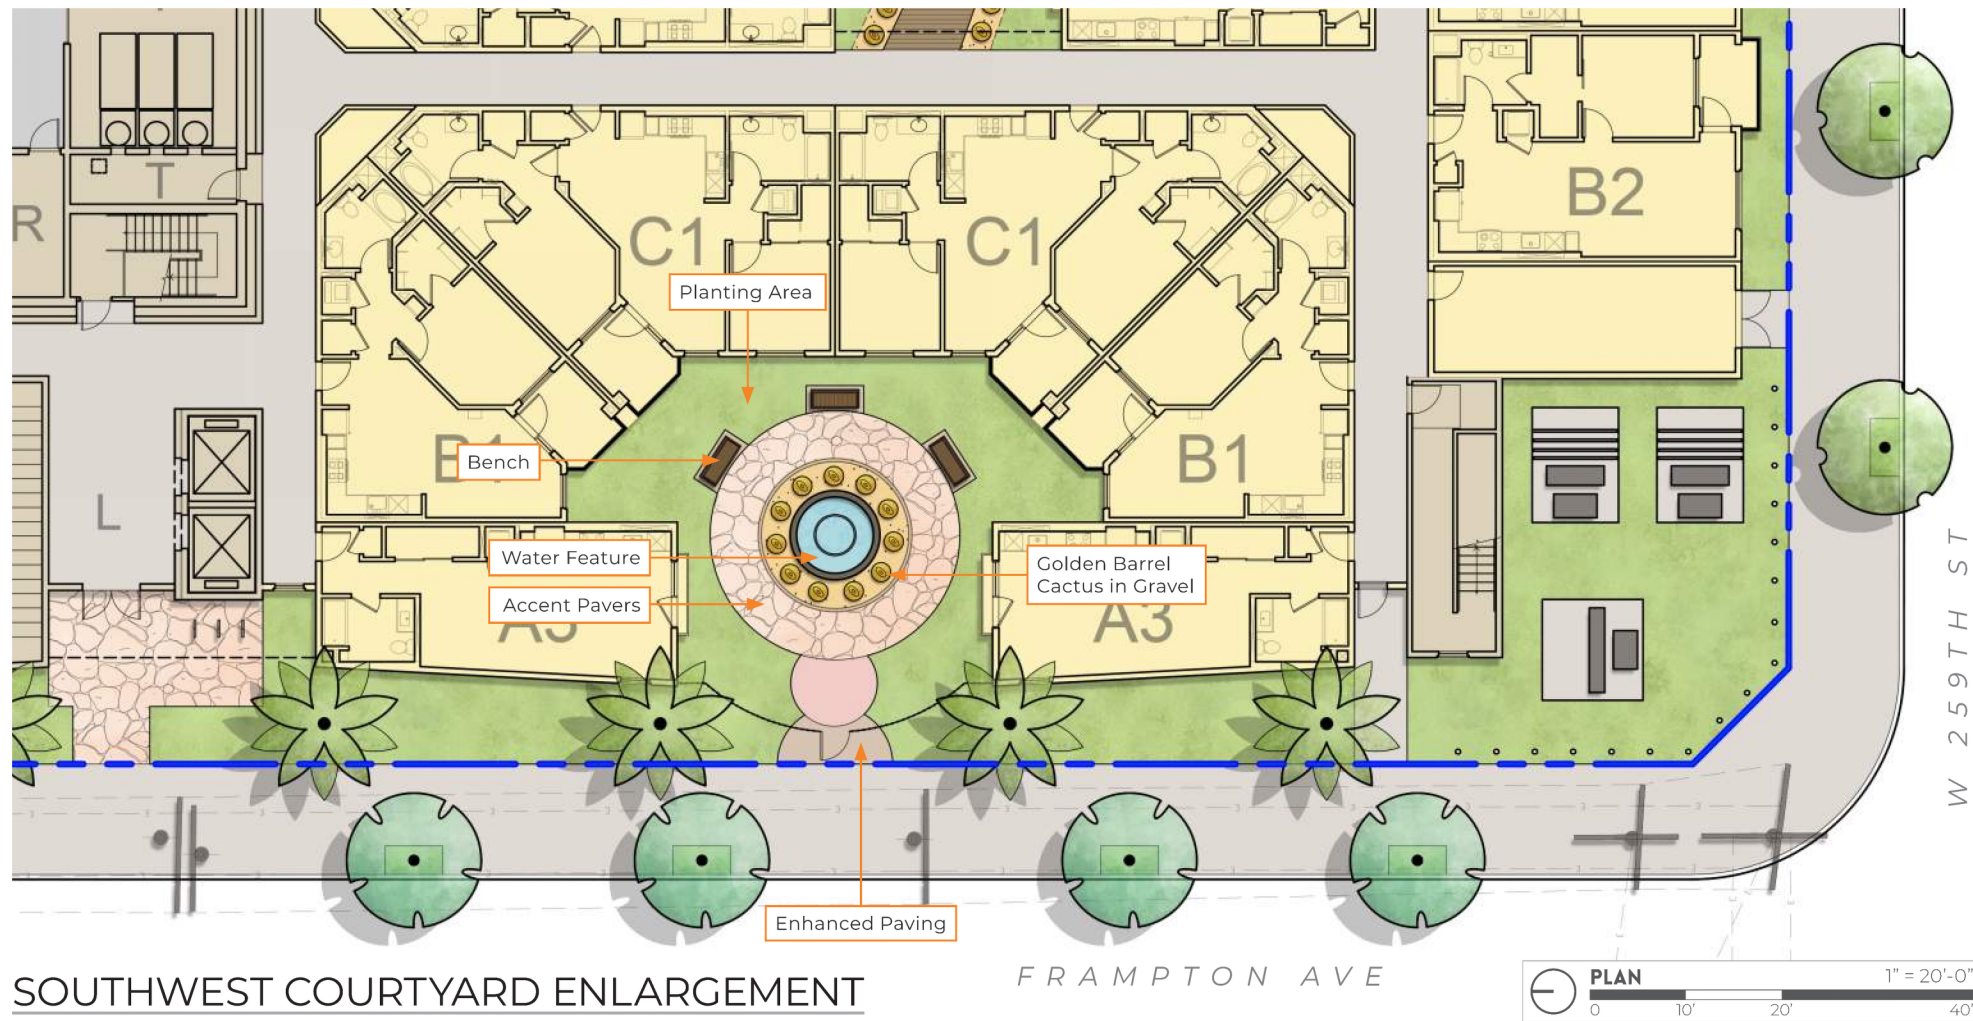 T
R
B2
C1
C1
Planting Area
B1
Bench
B1
L
Water Feature
Golden Barrel
Cactus in Gravel
Accent Pavers
A3
A3
W 259TH ST
Enhanced Paving
FRAMPTON AVE
SOUTHWEST COURTYARD ENLARGEMENT
PLAN
1" = 20'-0"
0 10' 20' 40'